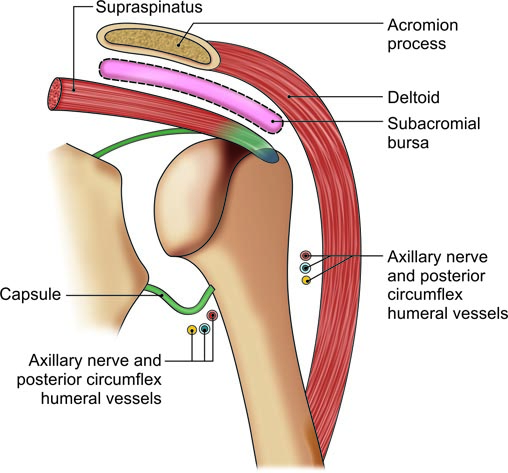 Supraspinatus
Acromion
process
Deltoid
Subacromial
bursa
Axillary nerve
and posterior
circumflex
humeral vessels
Capsule
Axillary nerve and
posterior circumflex
humeral vessels